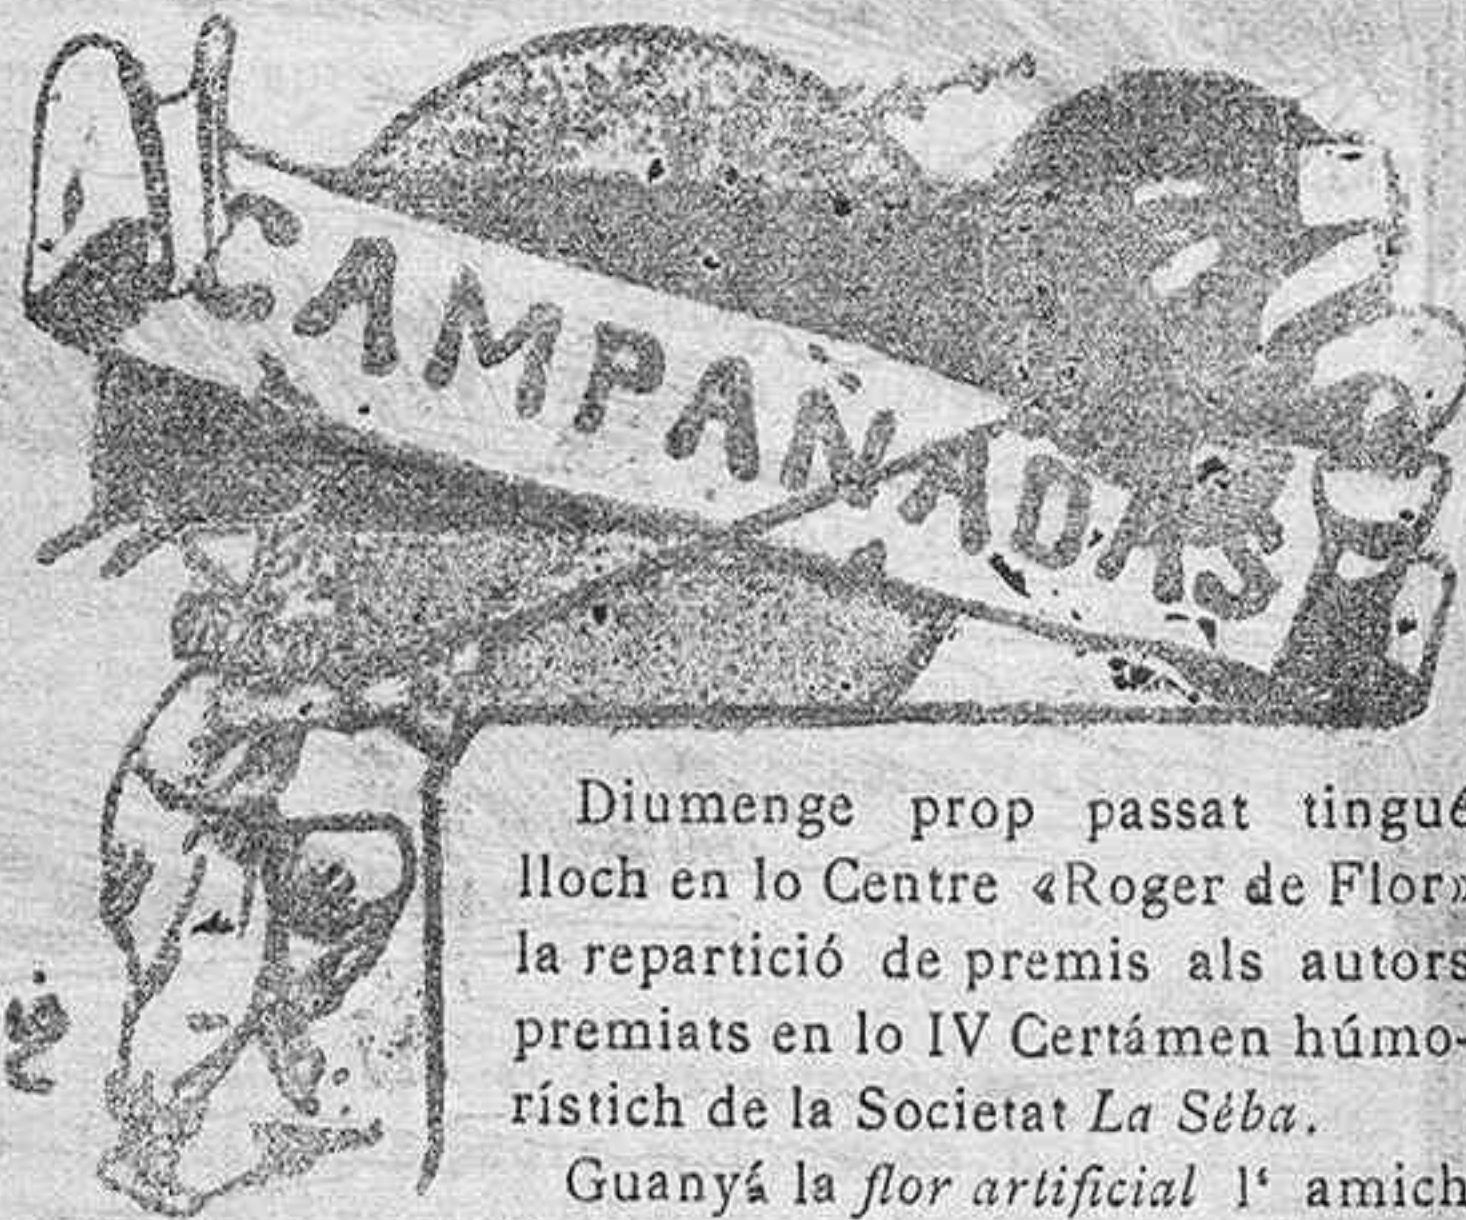 CAMPAÑADAS
Diumenge prop passat tingué
lloch en lo Centre «Roger de Flor»
la repartició de premis als autors
premiats en lo IV Certámen húmo-
rístich de la Societat La Séba.
Guanyá la flor artificial l‘ amich